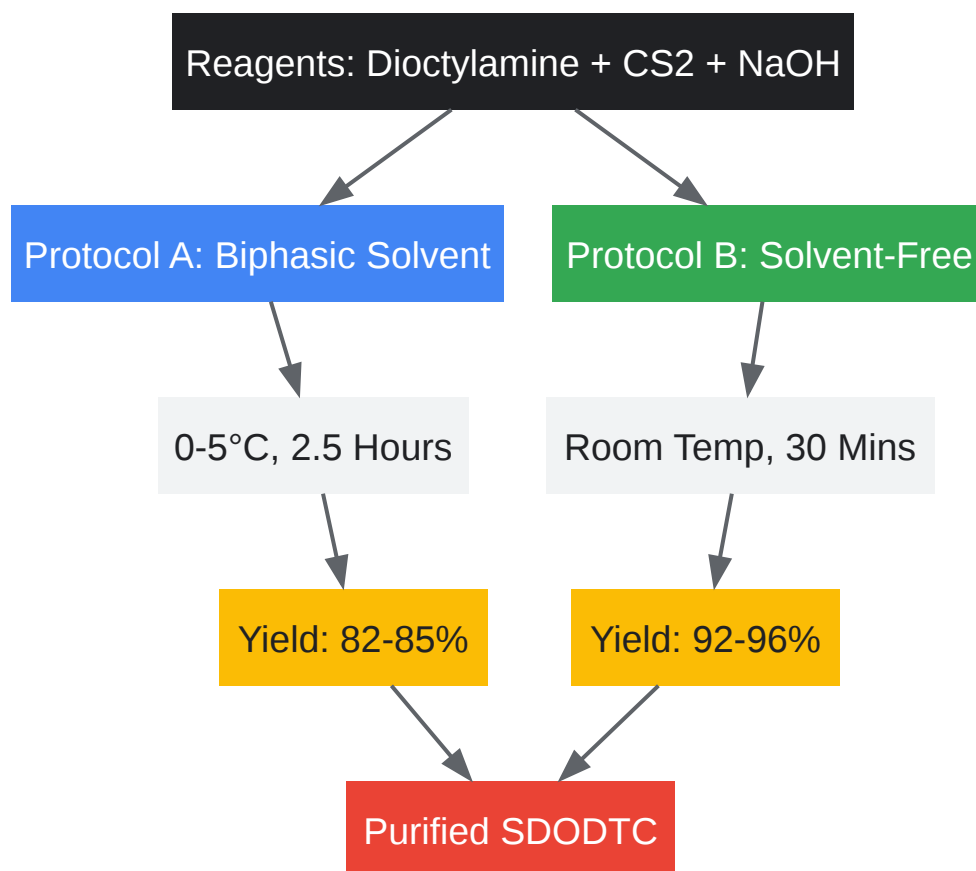 Reagents: Dioctylamine + CS2 + NaOH
Protocol A: Biphasic Solvent
Protocol B: Solvent-Free
0-5°C, 2.5 Hours
Room Temp, 30 Mins
Yield: 82-85%
Yield: 92-96%
Purified SDODTC